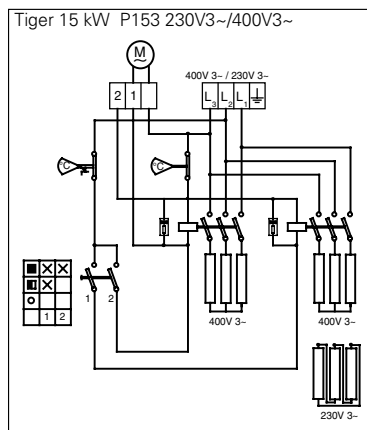 Tiger 15 kW P153 230V3~/400V3~
M
~
400V 3~ / 230V 3~
2 1
L3 L2 L1
°C
°C
1 2
400V 3~
400V 3~
1 2
230V 3~